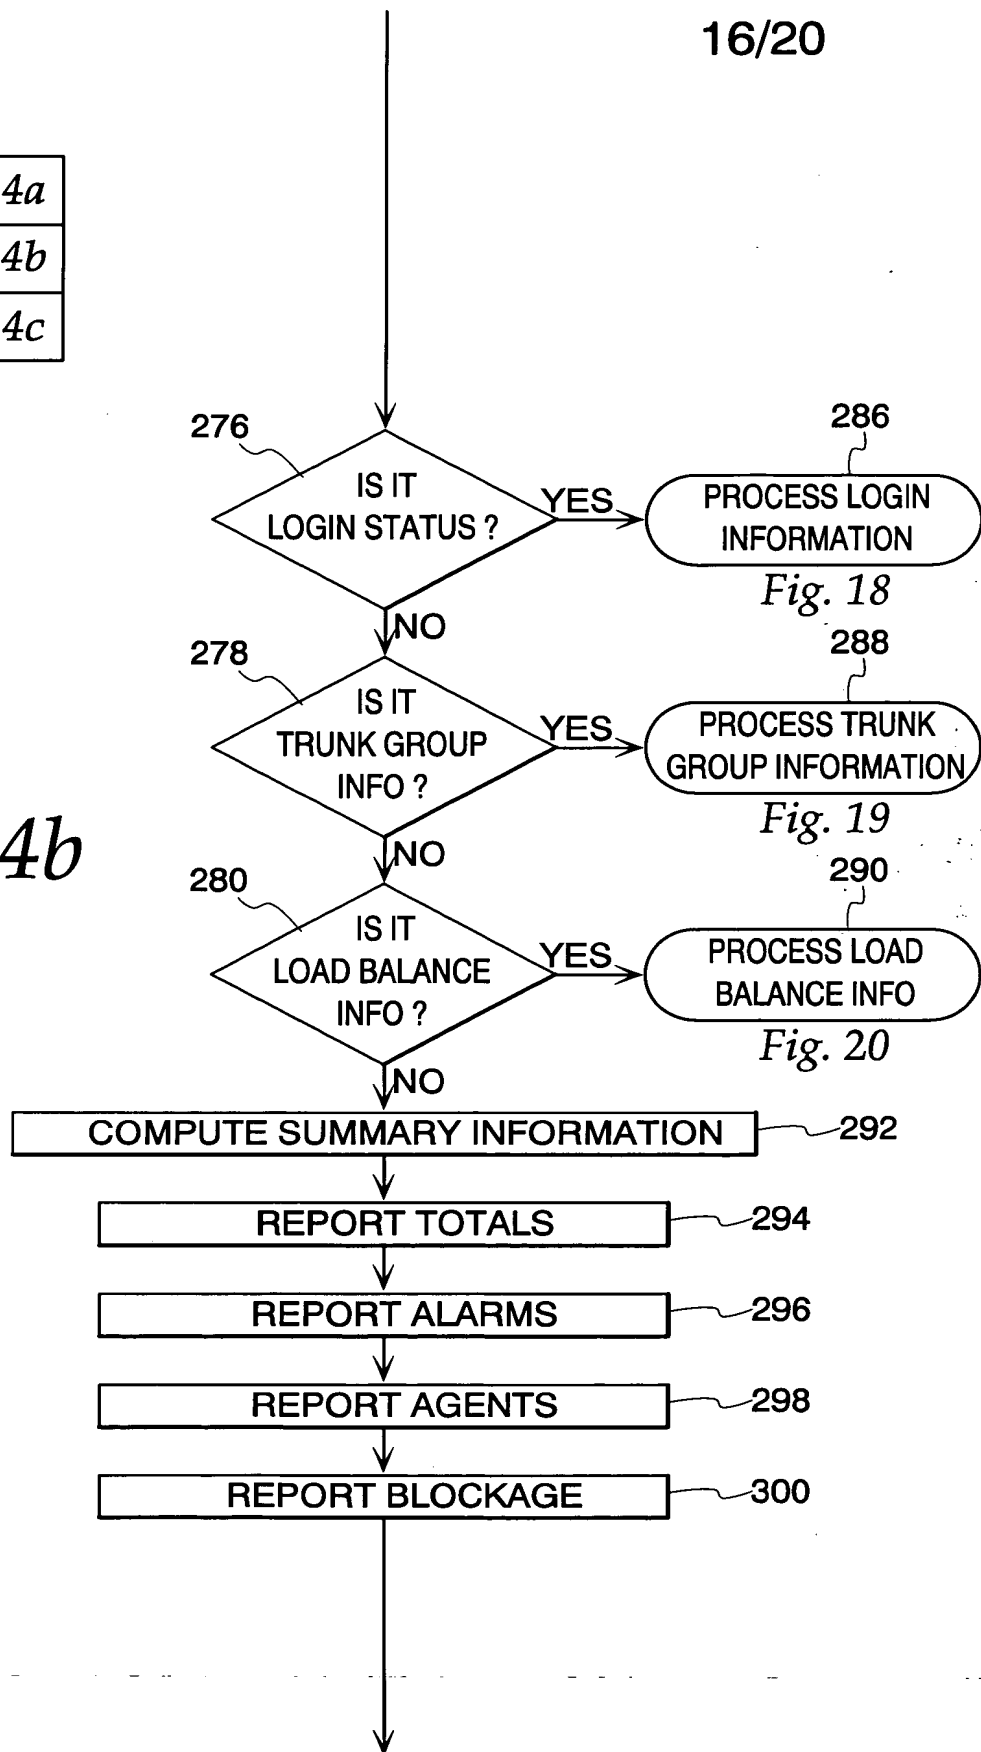 16/20
4a
4b
4c
276
286
IS IT
LOGIN STATUS ?
YES
PROCESS LOGIN
INFORMATION
Fig. 18
NO
278
288
IS IT
TRUNK GROUP
INFO ?
YES
PROCESS TRUNK
GROUP INFORMATION
Fig. 19
4b
NO
280
290
IS IT
LOAD BALANCE
INFO ?
YES
PROCESS LOAD
BALANCE INFO
Fig. 20
NO
COMPUTE SUMMARY INFORMATION
292
REPORT TOTALS
294
REPORT ALARMS
296
REPORT AGENTS
298
REPORT BLOCKAGE
300